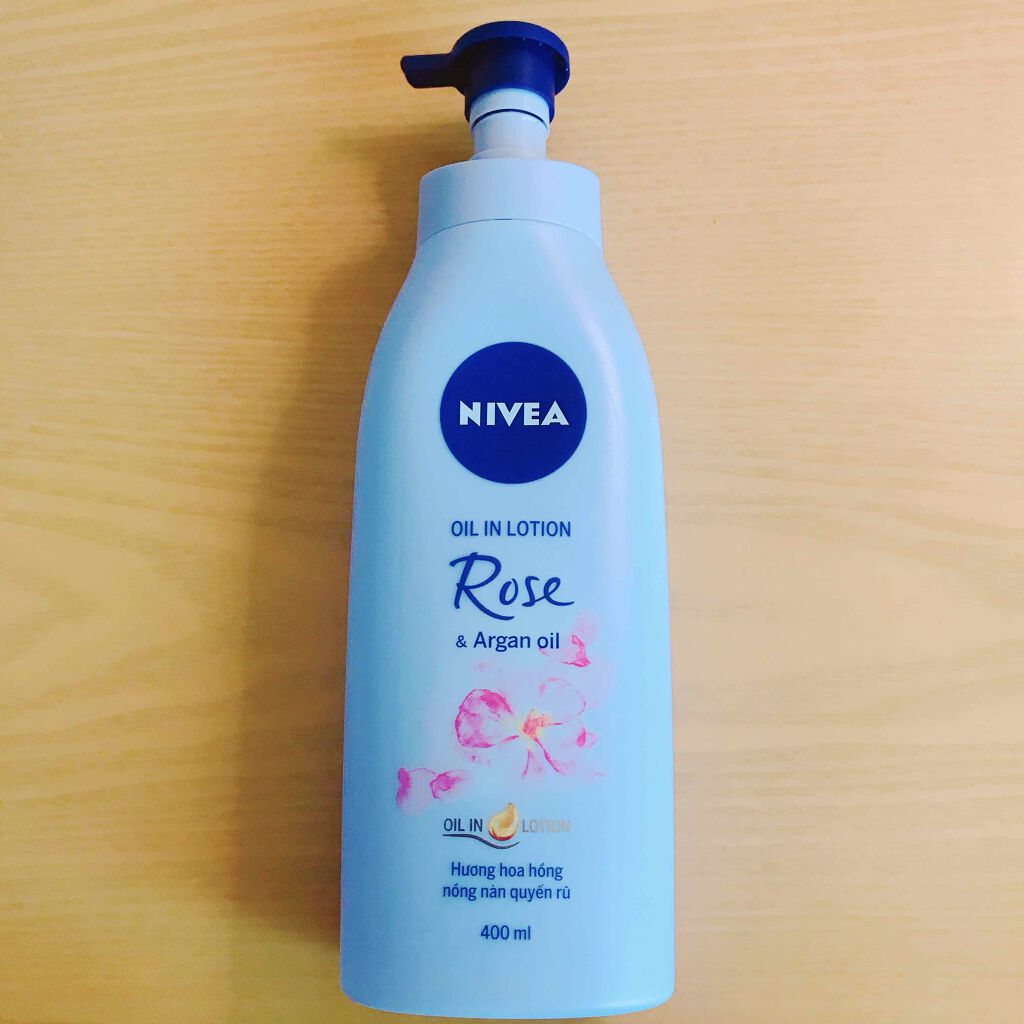 NIVEA
OIL IN LOTION
Rose
& Argan oil
OIL IN LOTION
Hương hoa hồng
nồng nàn quyến rũ
400 ml